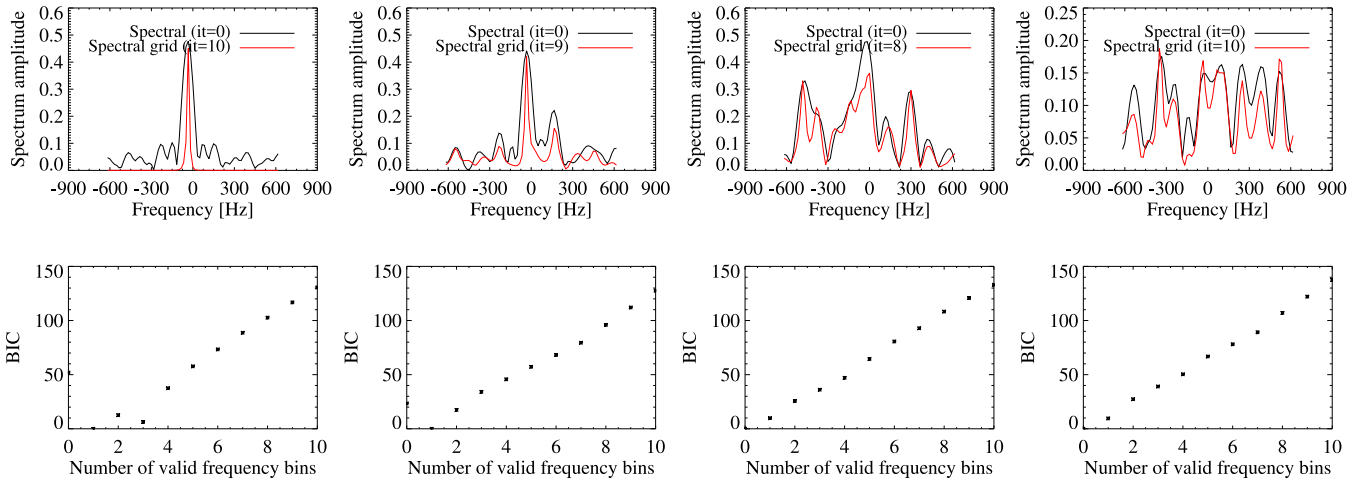 Spectrum amplitude
0.6
0.5
0.4
0.3
0.2
0.1
0.0
Spectral (it=0)
Spectral grid (it=10)
-900 -600 -300 0 300 600 900
Frequency [Hz]
Spectrum amplitude
0.6
0.5
0.4
0.3
0.2
0.1
0.0
Spectral (it=0)
Spectral grid (it=9)
-900 -600 -300 0 300 600 900
Frequency [Hz]
Spectrum amplitude
0.6
0.5
0.4
0.3
0.2
0.1
0.0
Spectral (it=0)
Spectral grid (it=8)
-900 -600 -300 0 300 600 900
Frequency [Hz]
Spectrum amplitude
0.25
0.20
0.15
0.10
0.05
0.00
Spectral (it=0)
Spectral grid (it=10)
-900 -600 -300 0 300 600 900
Frequency [Hz]
BIC
150
100
50
0
0 2 4 6 8 10
Number of valid frequency bins
BIC
150
100
50
0
0 2 4 6 8 10
Number of valid frequency bins
BIC
150
100
50
0
0 2 4 6 8 10
Number of valid frequency bins
BIC
150
100
50
0
0 2 4 6 8 10
Number of valid frequency bins